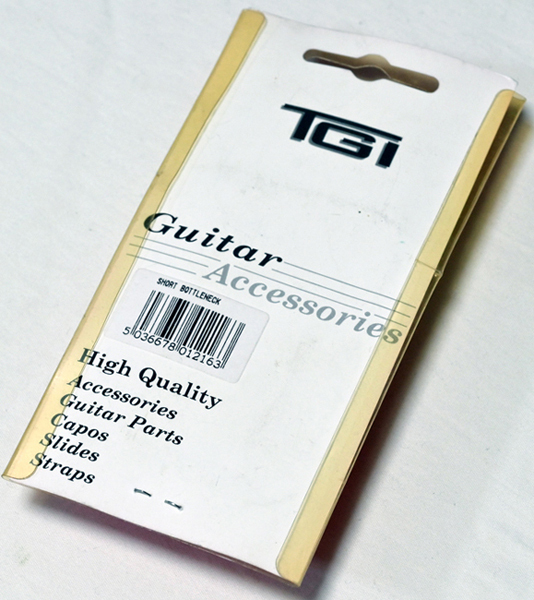 TGI
Guitar
Accessories
SHORT BOTTLENECK
5 036678 012163
High Quality
Accessories
Guitar Parts
Capos
Slides
Straps